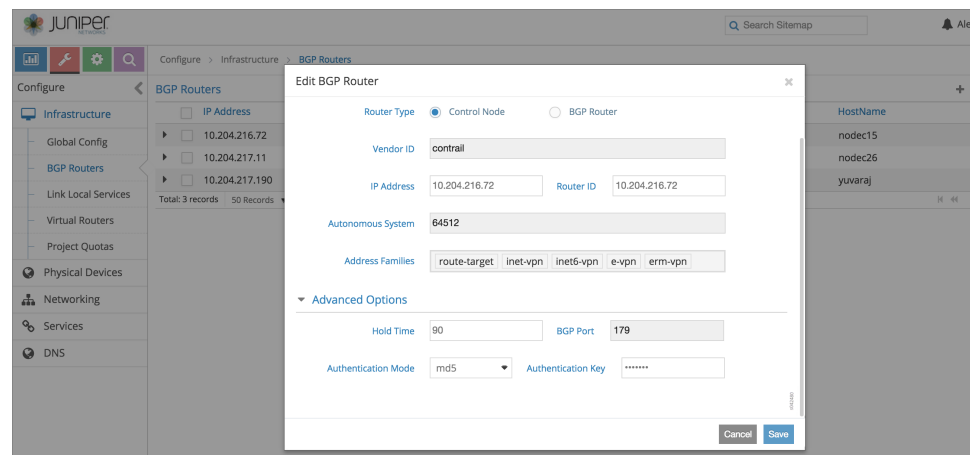 JUNIPER
NETWORKS
Search Sitemap
Ale
Configure > Infrastructure > BGP Routers
Configure
BGP Routers
Infrastructure
Global Config
BGP Routers
Link Local Services
Virtual Routers
Project Quotas
Physical Devices
Networking
Services
DNS
IP Address
HostName
10.204.216.72
nodec15
10.204.217.11
nodec26
10.204.217.190
yuvaraj
Total: 3 records 50 Records
Edit BGP Router
Router Type Control Node BGP Router
Vendor ID contrail
IP Address 10.204.216.72 Router ID 10.204.216.72
Autonomous System 64512
Address Families route-target inet-vpn inet6-vpn e-vpn erm-vpn
Advanced Options
Hold Time 90 BGP Port 179
Authentication Mode md5 Authentication Key •••••••
Cancel Save